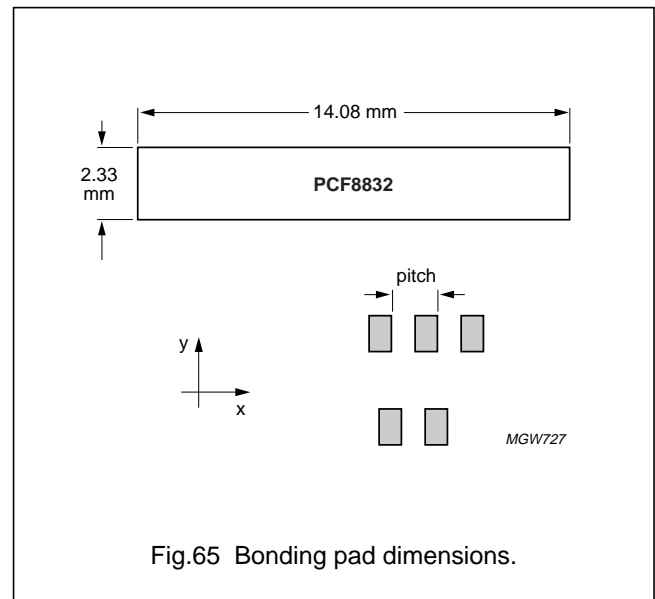 14.08 mm
2.33
mm
PCF8832
pitch
y
x
MGW727
Fig.65 Bonding pad dimensions.